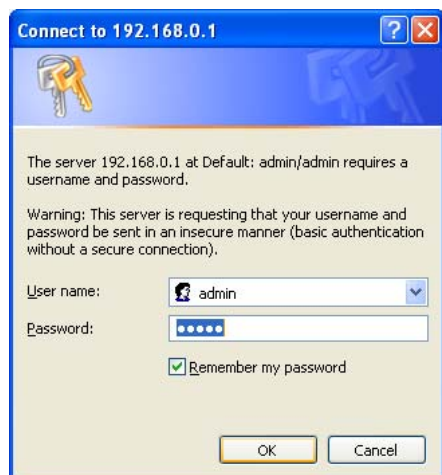 Connect to 192.168.0.1
The server 192.168.0.1 at Default: admin/admin requires a
username and password.
Warning: This server is requesting that your username and
password be sent in an insecure manner (basic authentication
without a secure connection).
User name:
admin
Password:
●●●●●
Remember my password
OK
Cancel